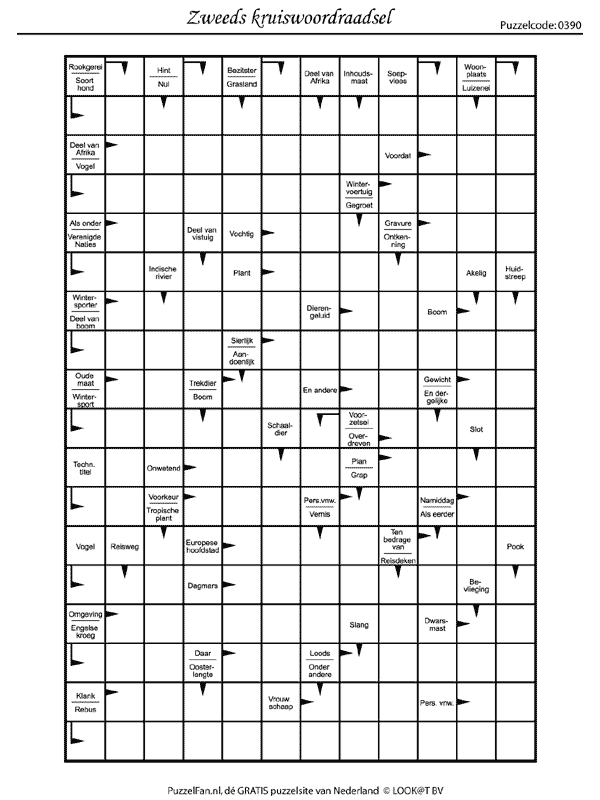 Zweeds kruiswoordraadsel
Puzzelcode:0390
Rookgerei
Soort
hond
Hint
Nul
Bezitster
Grasland
Deel van
Afrika
Inhouds-
maat
Soep-
vlees
Woon-
plaats
Luizenei
Deel van
Afrika
Vogel
Voordat
Winter-
voertuig
Gegroet
Als onder
Verenigde
Naties
Deel van
vistuig
Vochtig
Gravure
Ontken-
ning
Indische
rivier
Plant
Akelig
Huid-
streep
Winter-
sporter
Deel van
boom
Dieren-
geluid
Boom
Sierlijk
Aan-
doenlijk
Oude
maat
Winter-
sport
Trekdier
Boom
En andere
Gewicht
En der-
gelijke
Schaal-
dier
Voor-
zetsel
Over-
dreven
Slot
Techn.
titel
Onwetend
Plan
Grap
Voorkeur
Tropische
plant
Pers.vnw.
Vernis
Namiddag
Als eerder
Vogel
Reisweg
Europese
hoofdstad
Ten
bedrage
van
Reisdeken
Pook
Degmars
Be-
vlieging
Omgeving
Engelse
kroeg
Slang
Dwars-
mast
Daar
Ooster-
lengte
Loods
Onder
andere
Klank
Rebus
Vrouw
schaap
Pers. vnw.
PuzzelFan.nl, dé GRATIS puzzelsite van Nederland © LOOK@T BV